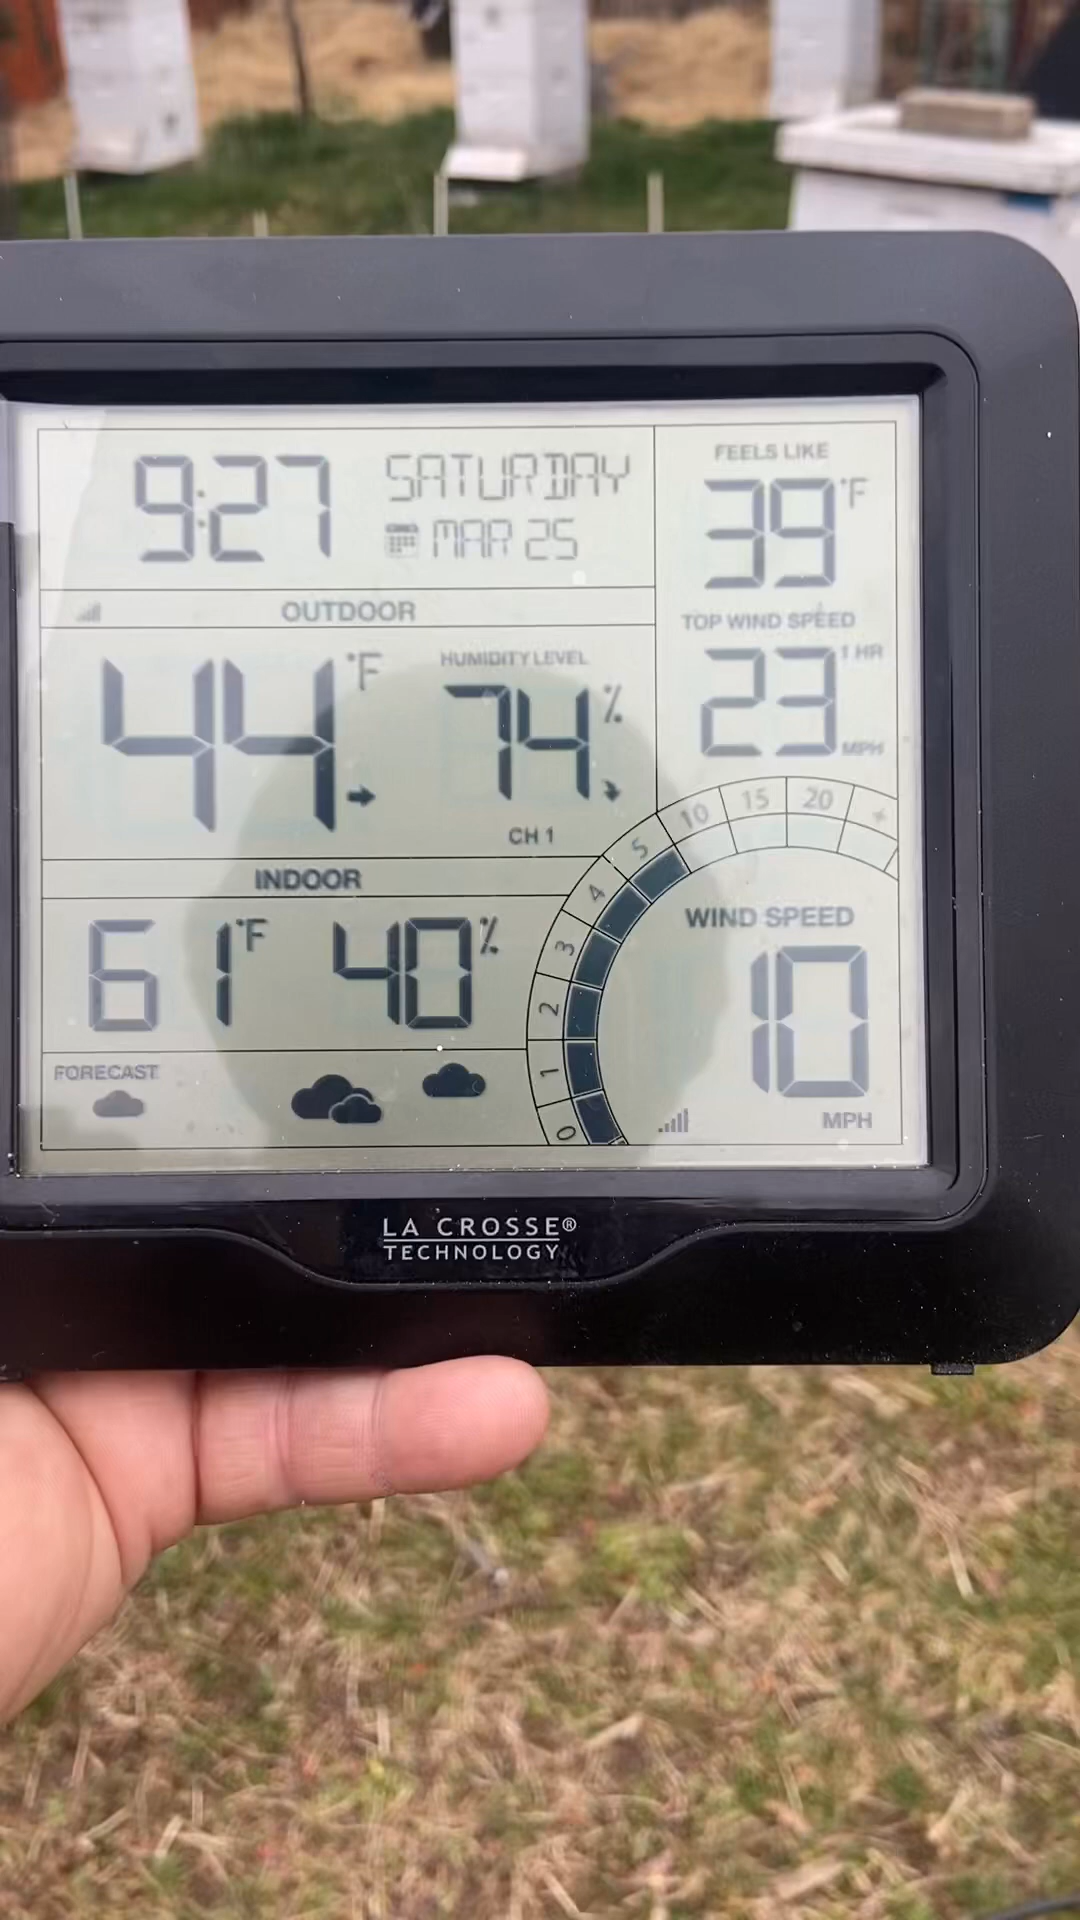 9:27
SATURDAY
MAR 25
FEELS LIKE
39°F
TOP WIND SPEED
23 1 HR
MPH
OUTDOOR
44°F
HUMIDITY LEVEL
74%
CH 1
INDOOR
61°F 40%
FORECAST
0 1 2 3 4 5 10 15 20 +
WIND SPEED
10
MPH
LA CROSSE®
TECHNOLOGY